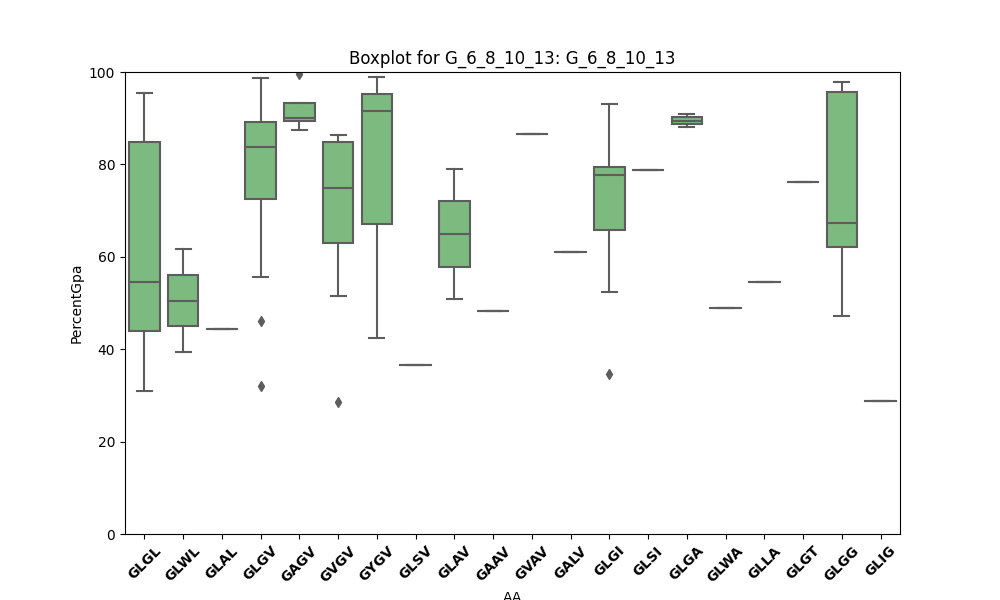 Boxplot for G_6_8_10_13: G_6_8_10_13
100
80
60
40
20
0
PercentGpa
GLGL GLWL GLAL GLGV GAGV GVGV GYGV GLSV GLAV GAAV GVAV GALV GLGI GLSI GLGA GLWA GLLA GLGT GLGG GLIG
AA